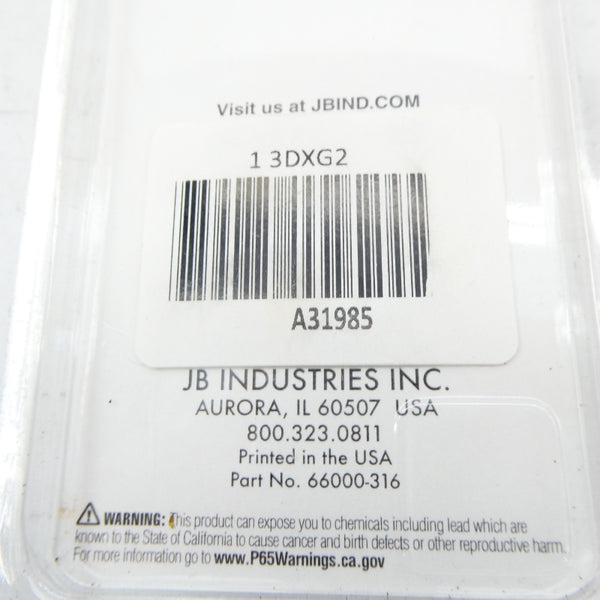 Visit us at JBIND.COM
1 3DXG2
A31985
JB INDUSTRIES INC.
AURORA, IL 60507 USA
800.323.0811
Printed in the USA
Part No. 66000-316
⚠ WARNING: This product can expose you to chemicals including lead which are
known to the State of California to cause cancer and birth defects or other reproductive harm.
For more information go to www.P65Warnings.ca.gov